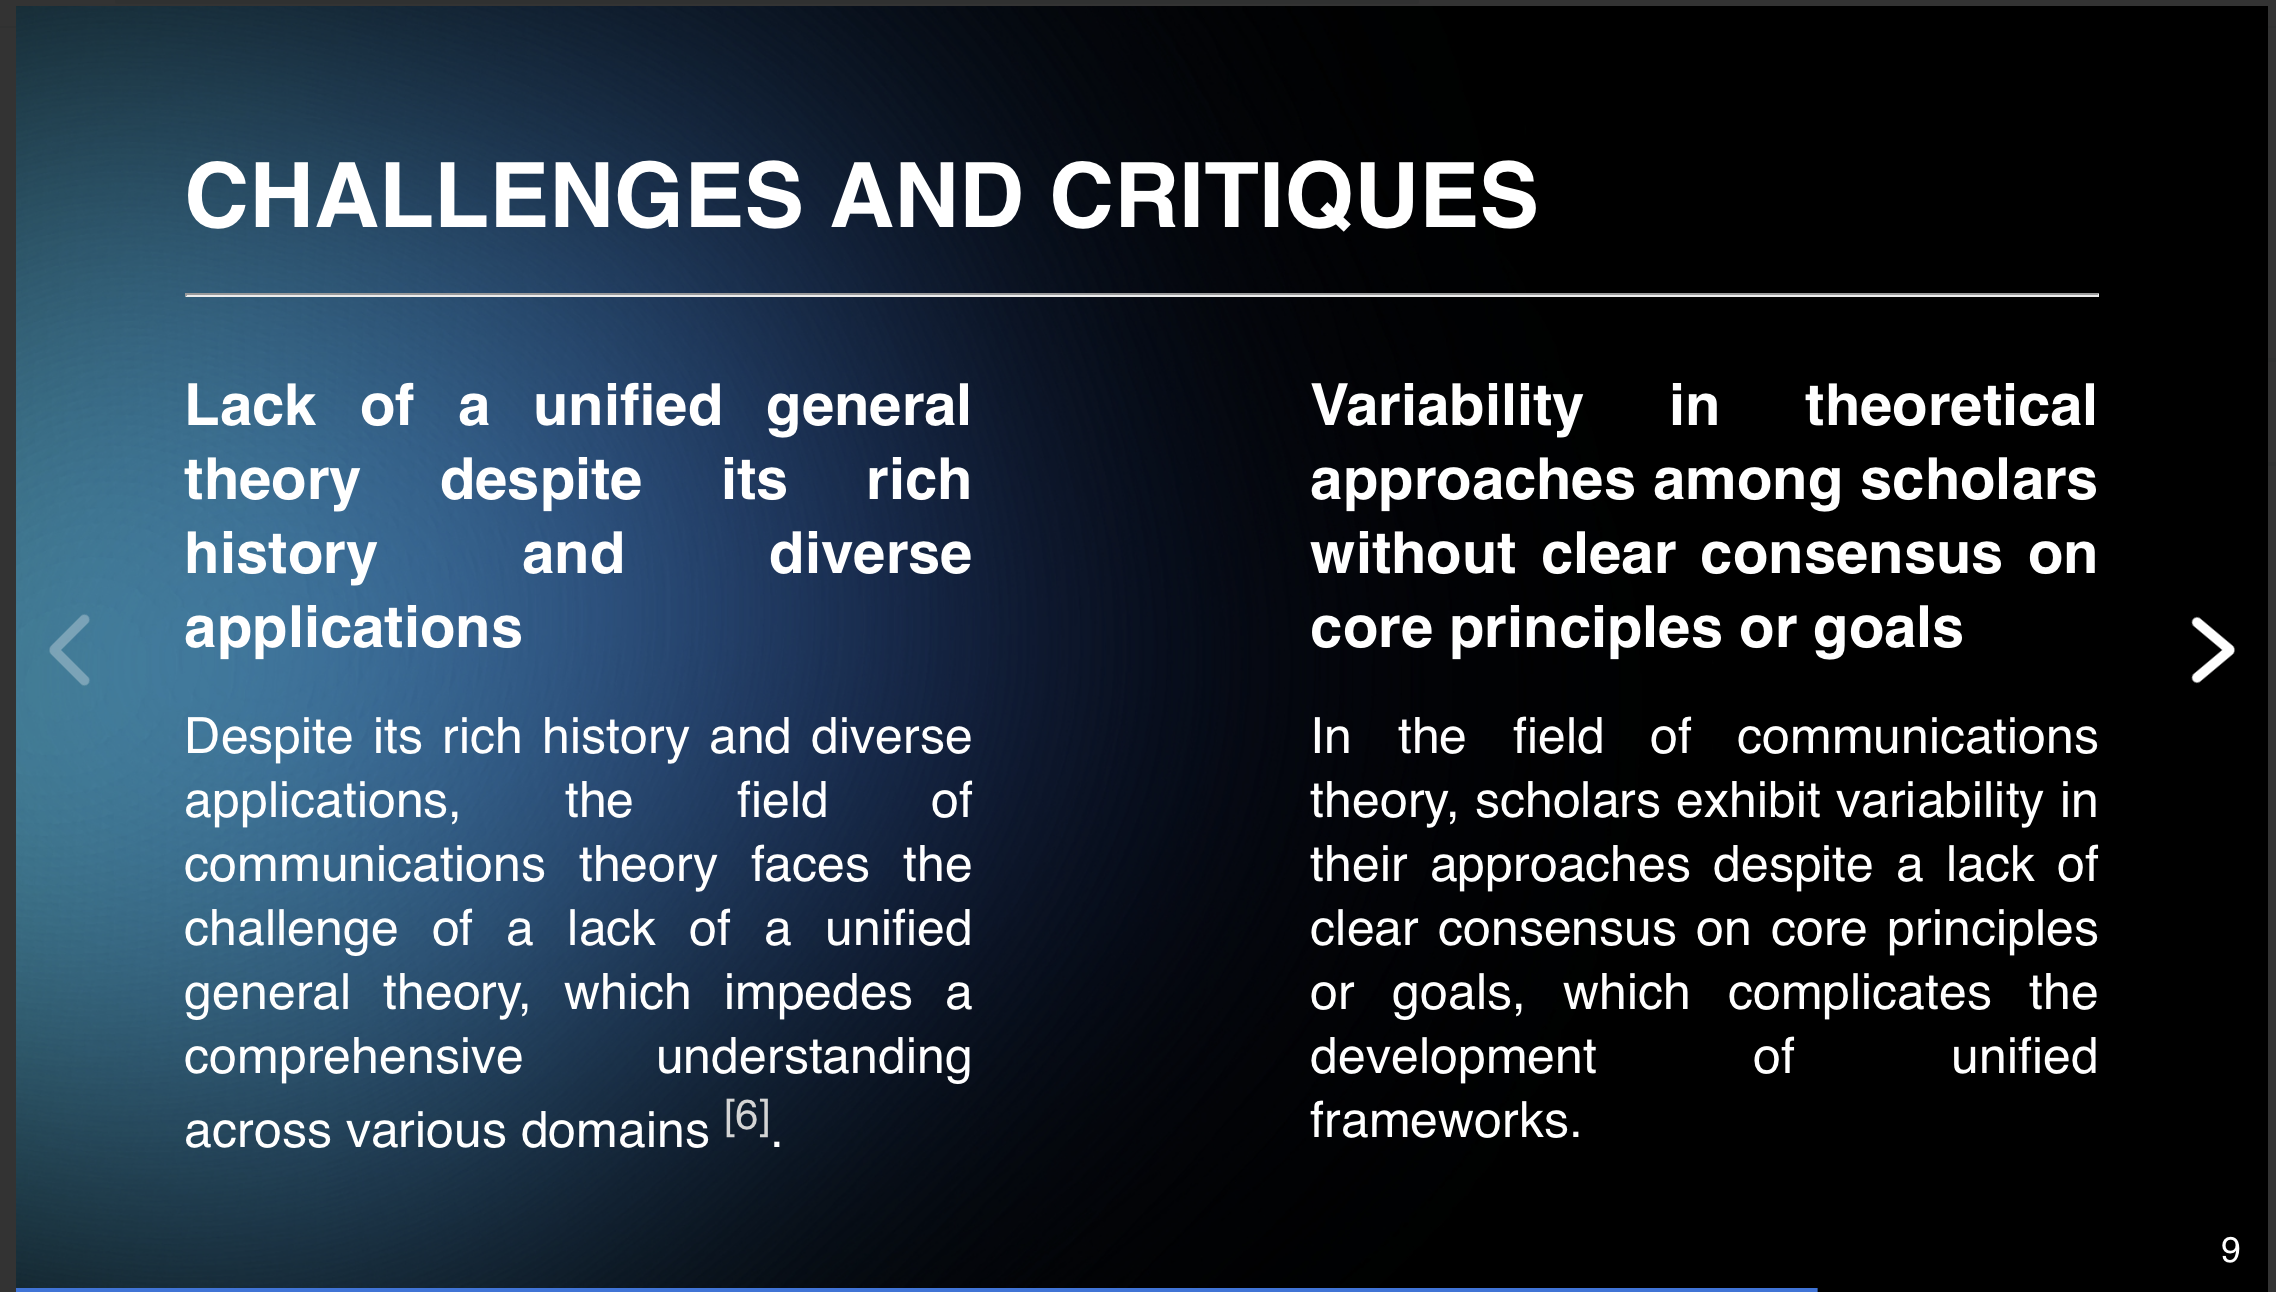 CHALLENGES AND CRITIQUES
Lack of a unified general
theory despite its rich
history and diverse
applications
Despite its rich history and diverse
applications, the field of
communications theory faces the
challenge of a lack of a unified
general theory, which impedes a
comprehensive understanding
across various domains [6].
Variability in theoretical
approaches among scholars
without clear consensus on
core principles or goals
In the field of communications
theory, scholars exhibit variability in
their approaches despite a lack of
clear consensus on core principles
or goals, which complicates the
development of unified
frameworks.
9